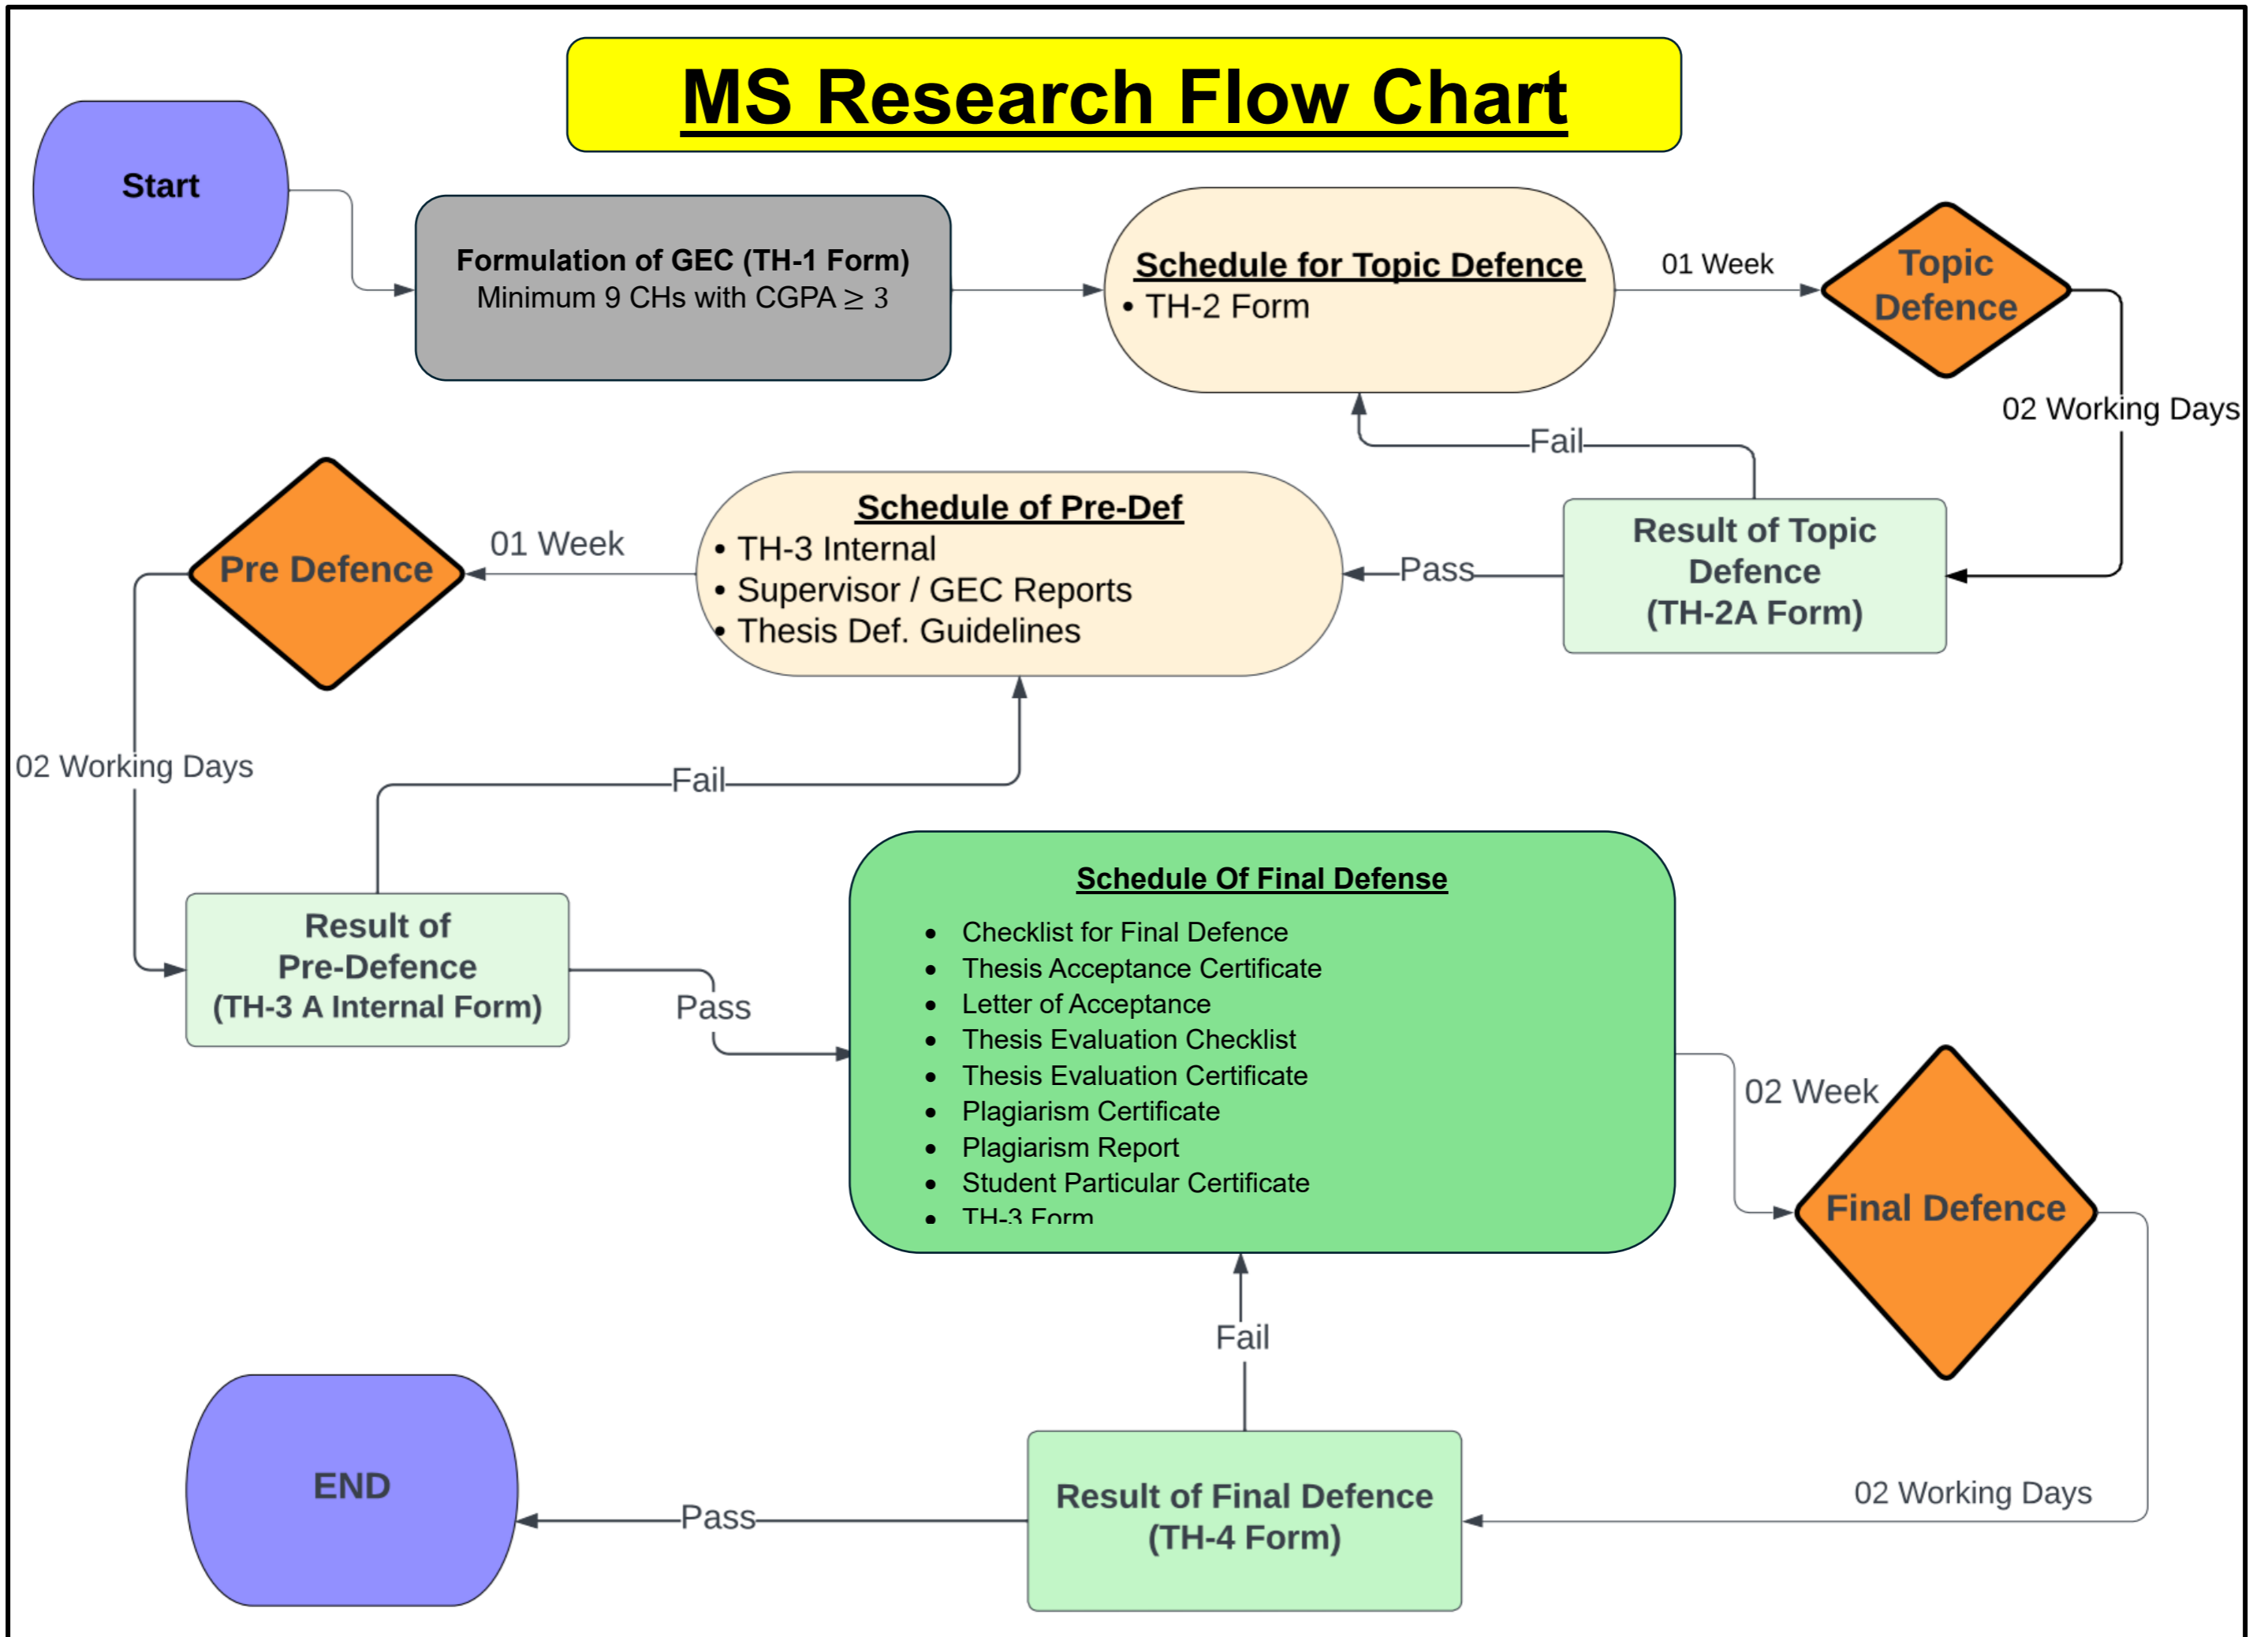 MS Research Flow Chart
Start
Formulation of GEC (TH-1 Form)
Minimum 9 CHs with CGPA ≥ 3
Schedule for Topic Defence
• TH-2 Form
01 Week
Topic
Defence
02 Working Days
Fail
Result of Topic
Defence
(TH-2A Form)
Pass
Schedule of Pre-Def
• TH-3 Internal
• Supervisor / GEC Reports
• Thesis Def. Guidelines
01 Week
Pre Defence
02 Working Days
Fail
Result of
Pre-Defence
(TH-3 A Internal Form)
Pass
Schedule Of Final Defense
• Checklist for Final Defence
• Thesis Acceptance Certificate
• Letter of Acceptance
• Thesis Evaluation Checklist
• Thesis Evaluation Certificate
• Plagiarism Certificate
• Plagiarism Report
• Student Particular Certificate
• TH-3 Form
02 Week
Final Defence
02 Working Days
Fail
Result of Final Defence
(TH-4 Form)
Pass
END